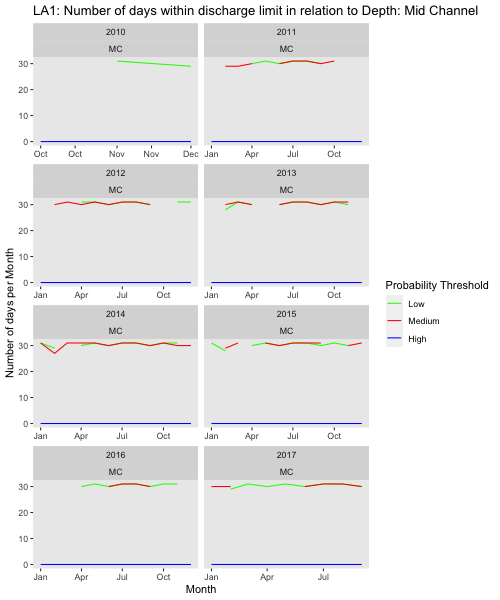 LA1: Number of days within discharge limit in relation to Depth: Mid Channel
2010 2011
MC MC
30
20
10
0
Oct Oct Nov Nov Dec Jan Apr Jul Oct
2012 2013
MC MC
30
20
10
0
Jan Apr Jul Oct Jan Apr Jul Oct
2014 2015
MC MC
30
20
10
0
Jan Apr Jul Oct Jan Apr Jul Oct
2016 2017
MC MC
30
20
10
0
Jan Apr Jul Oct Jan Apr Jul
Month
Number of days per Month
Probability Threshold
Low
Medium
High